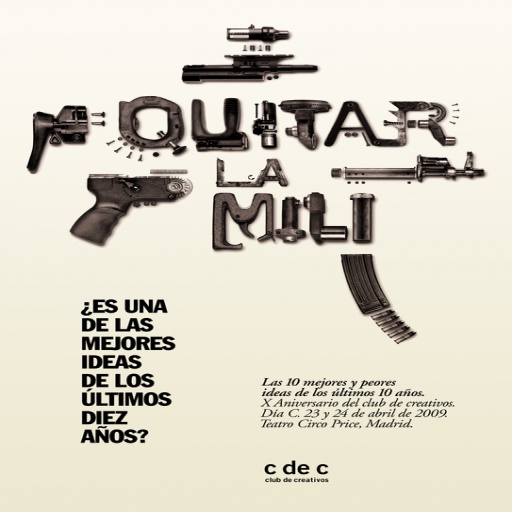 QUITAR
LA
MILI
¿ES UNA
DE LAS
MEJORES
IDEAS
DE LOS
ÚLTIMOS
DIEZ
AÑOS?
Las 10 mejores y peores
ideas de los últimos 10 años.
X Aniversario del club de creativos.
Día C. 23 y 24 de abril de 2009.
Teatro Circo Price, Madrid.
c de c
club de creativos